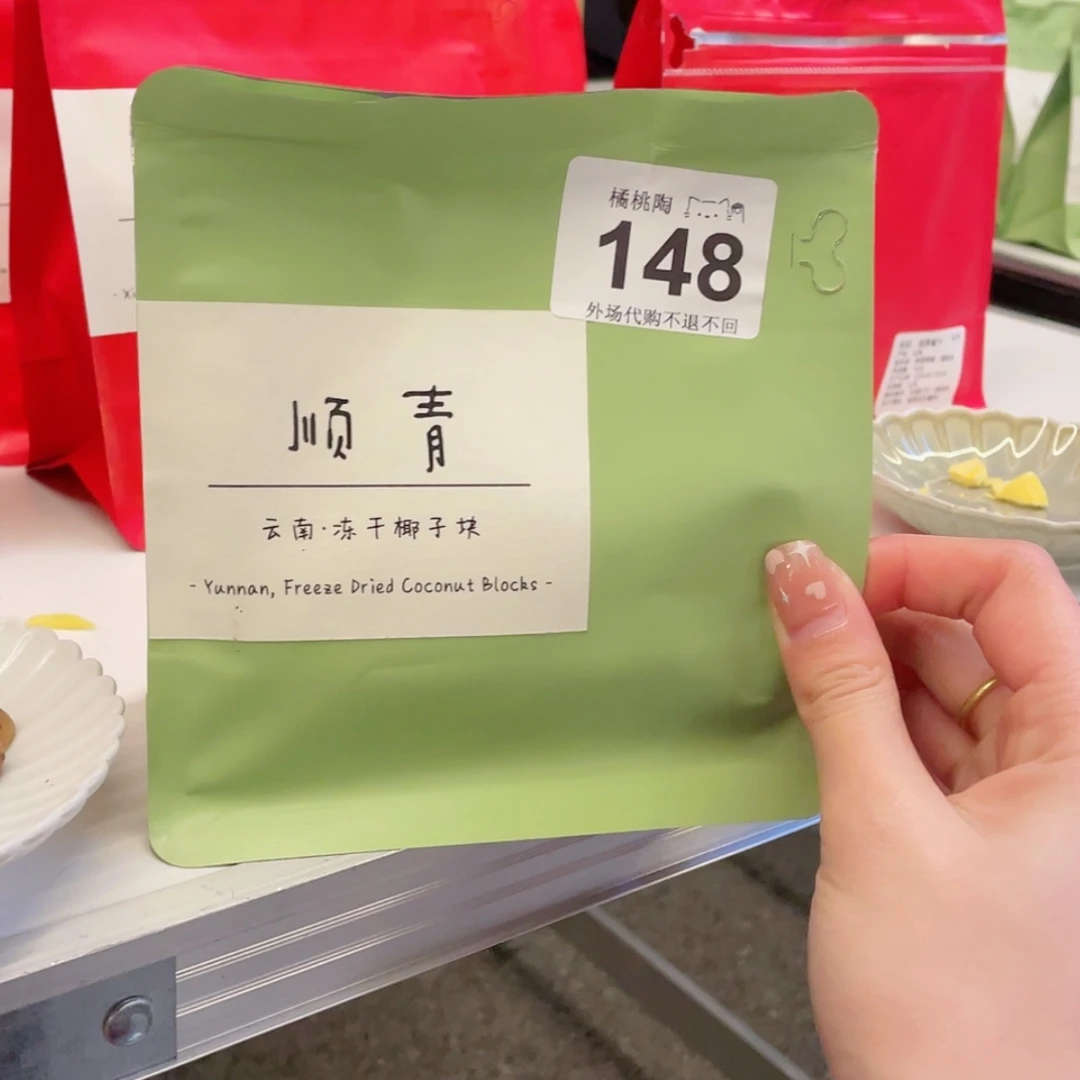 橘桃陶
148
外场代购不退不回
顺青
云南·冻干椰子块
- Yunnan, Freeze Dried Coconut Blocks -